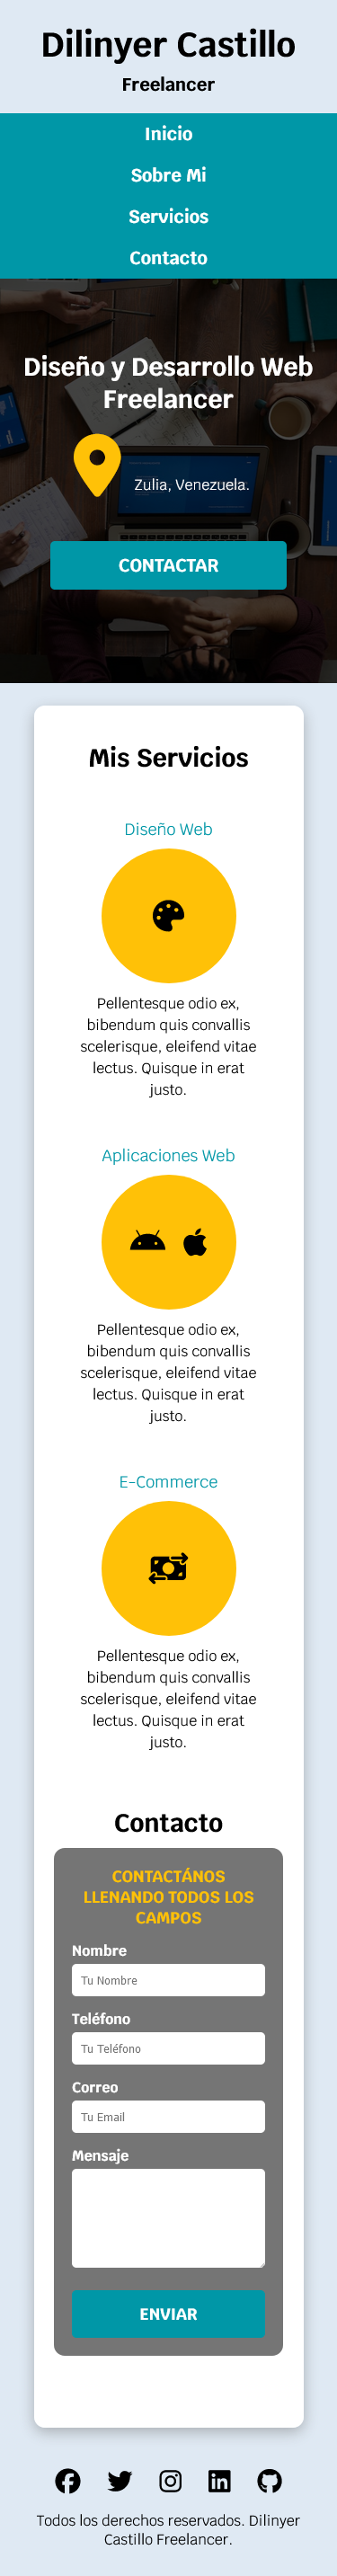 Dilinyer Castillo
Freelancer
Inicio
Sobre Mi
Servicios
Contacto
Diseño y Desarrollo Web
Freelancer
Zulia, Venezuela.
CONTACTAR
Mis Servicios
Diseño Web
Pellentesque odio ex,
bibendum quis convallis
scelerisque, eleifend vitae
lectus. Quisque in erat
justo.
Aplicaciones Web
Pellentesque odio ex,
bibendum quis convallis
scelerisque, eleifend vitae
lectus. Quisque in erat
justo.
E-Commerce
Pellentesque odio ex,
bibendum quis convallis
scelerisque, eleifend vitae
lectus. Quisque in erat
justo.
Contacto
CONTACTÁNOS
LLENANDO TODOS LOS
CAMPOS
Nombre
Tu Nombre
Teléfono
Tu Teléfono
Correo
Tu Email
Mensaje
ENVIAR
Todos los derechos reservados. Dilinyer
Castillo Freelancer.